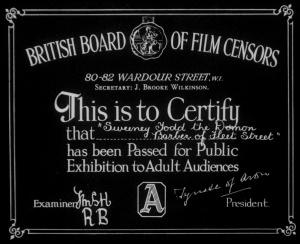 BRITISH BOARD OF FILM CENSORS
80-82 WARDOUR STREET, W.1.
SECRETARY: J. BROOKE WILKINSON.
This is to Certify
that "Sweeney Todd the Demon
Barber of Fleet Street"
has been Passed for Public
Exhibition to Adult Audiences
A
Examiners
R B
President.